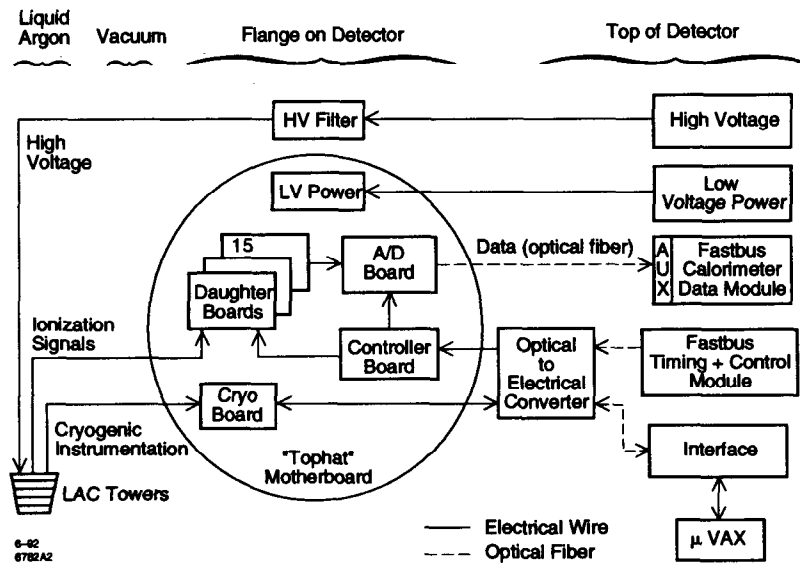 Liquid
Argon
Vacuum
Flange on Detector
Top of Detector
High
Voltage
HV Filter
High Voltage
LV Power
Low
Voltage Power
15
Daughter
Boards
A/D
Board
Data (optical fiber)
A
U
X
Fastbus
Calorimeter
Data Module
Ionization
Signals
Controller
Board
Optical
to
Electrical
Converter
Fastbus
Timing + Control
Module
Cryo
Board
Cryogenic
Instrumentation
"Tophat"
Motherboard
Interface
LAC Towers
μ VAX
Electrical Wire
Optical Fiber
6-92
6782A2